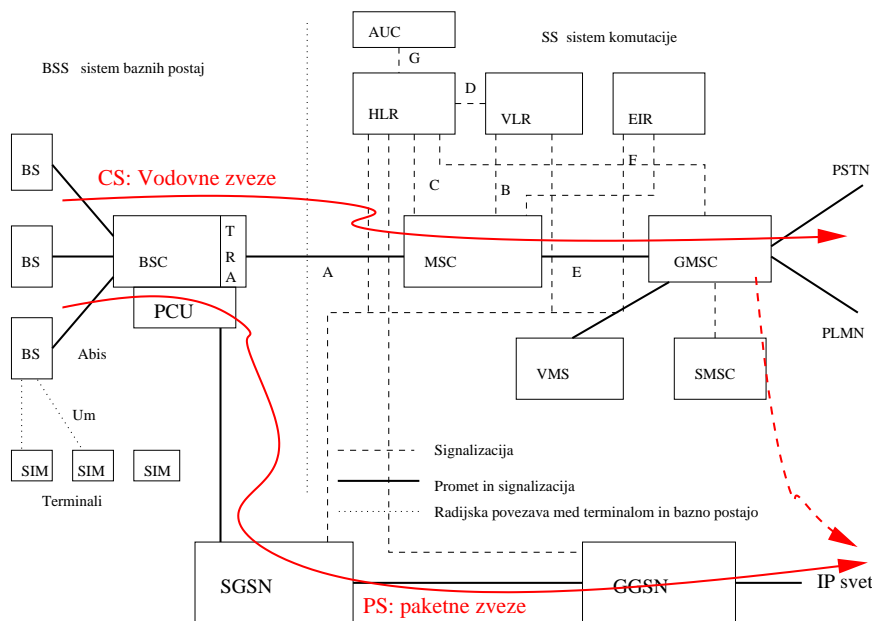 AUC
SS sistem komutacije
G
BSS sistem baznih postaj
HLR
D
VLR
EIR
BS
CS: Vodovne zveze
C
B
F
PSTN
T
R
A
BS
BSC
A
MSC
E
GMSC
PCU
BS
Abis
VMS
SMSC
PLMN
Um
SIM
SIM
SIM
Terminali
Signalizacija
Promet in signalizacija
Radijska povezava med terminalom in bazno postajo
SGSN
GGSN
IP svet
PS: paketne zveze